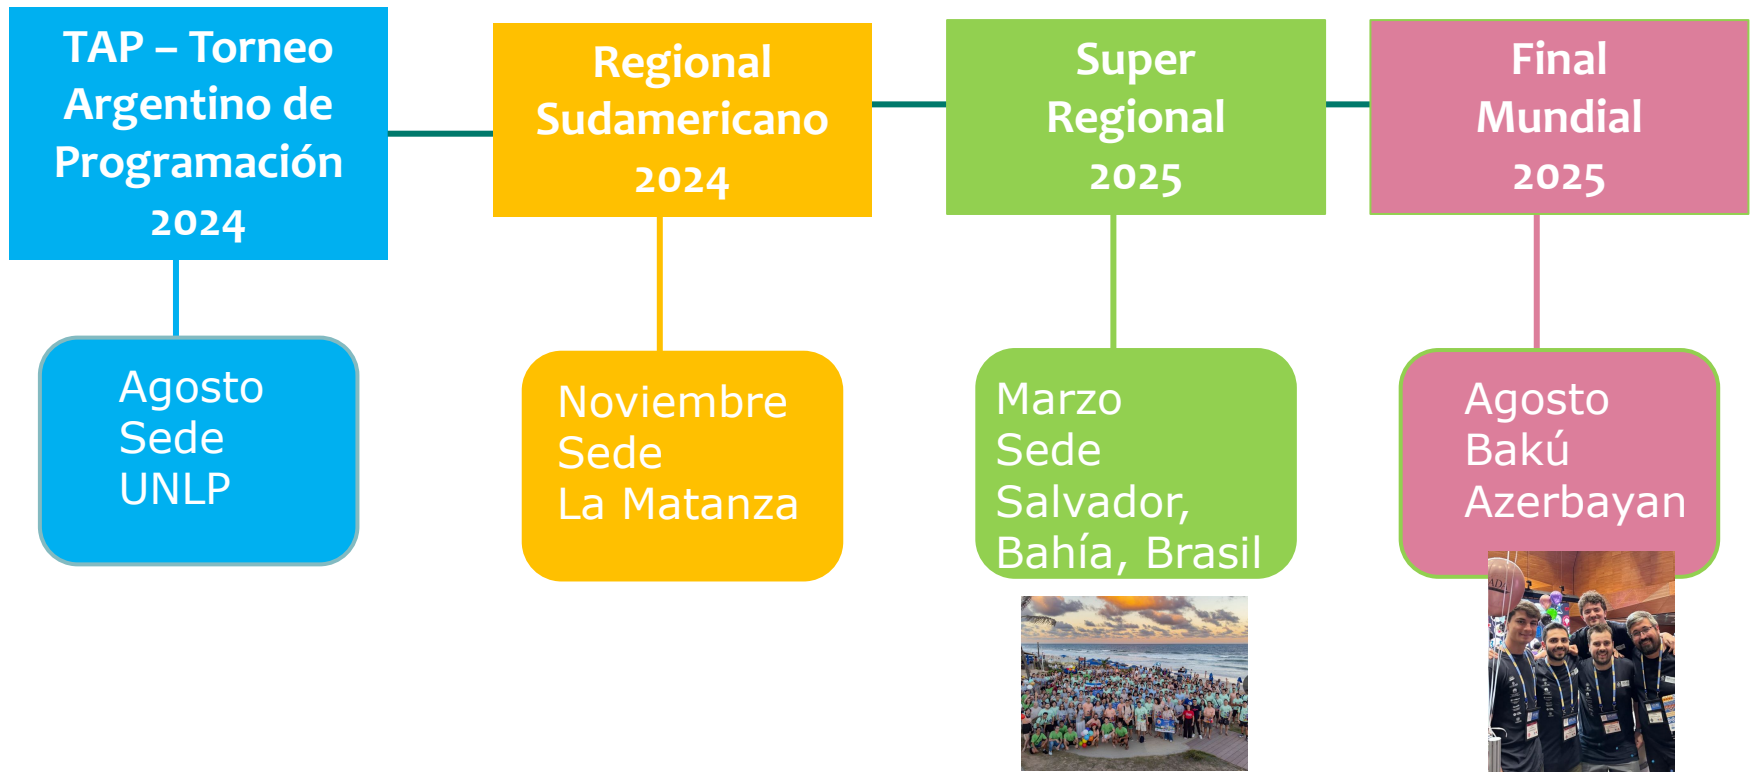 TAP – Torneo
Argentino de
Programación
2024
Regional
Sudamericano
2024
Super
Regional
2025
Final
Mundial
2025
Agosto
Sede
UNLP
Noviembre
Sede
La Matanza
Marzo
Sede
Salvador,
Bahía, Brasil
Agosto
Bakú
Azerbayan